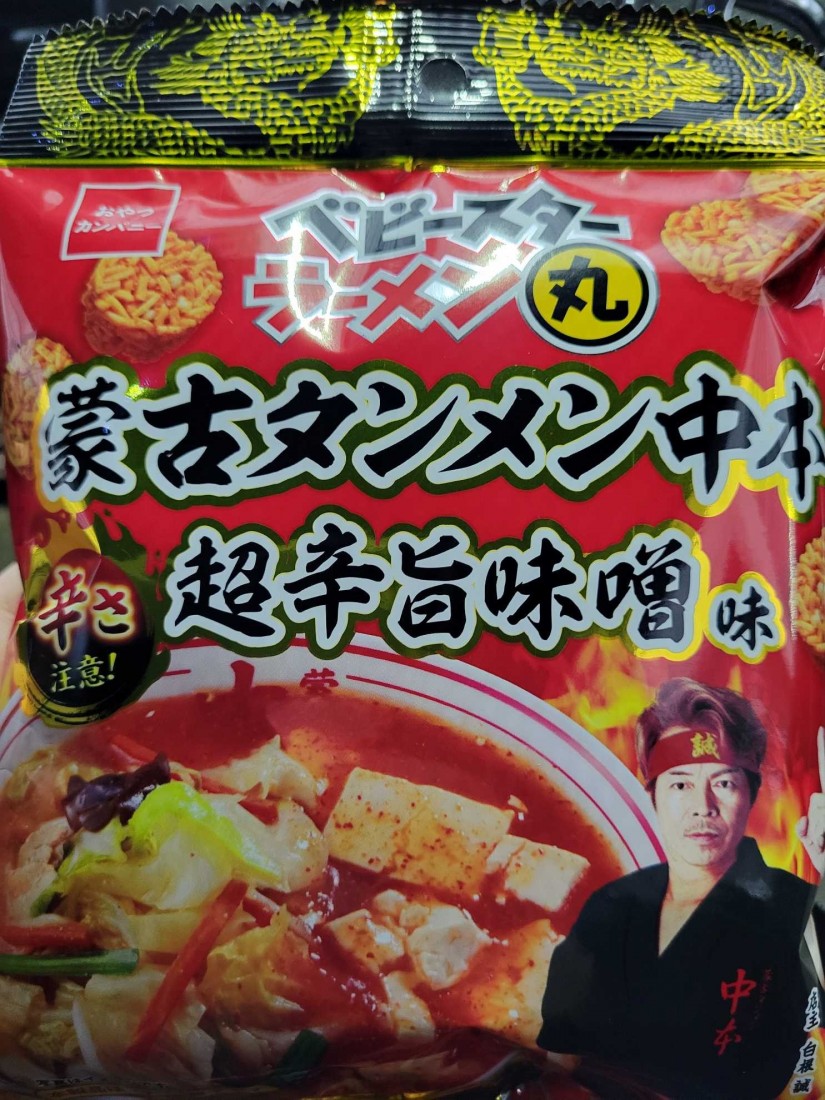 おやつ
カンパニー
ベビースター
ラーメン丸
蒙古タンメン中本
超辛旨味噌味
辛さ
注意!
誠
中本
店主 白根 誠